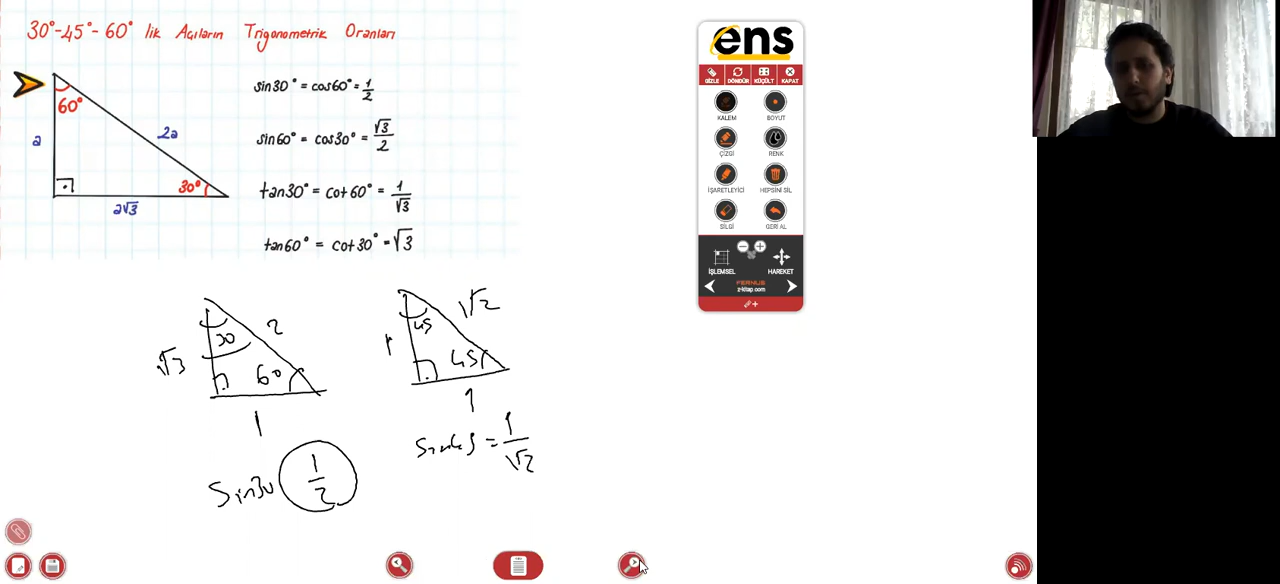 30°-45°-60° lik Açıların Trigonometrik Oranları
60°
a
2a
30°
2√3
sin30° = cos60° = 1/2
sin60° = cos30° = √3/2
tan30° = cot60° = 1/√3
tan60° = cot30° = √3
30
2
√3
60
1
sin30 1/2
45
√2
1
45
1
sin45 = 1/√2
ens
GİZLE DÖNDÜR KÜÇÜLT KAPAT
KALEM BOYUT
ÇİZGİ RENK
İŞARETLEYİCİ HEPSİNİ SİL
SİLGİ GERİ AL
İŞLEMSEL HAREKET
FERNUS
z-kitap.com